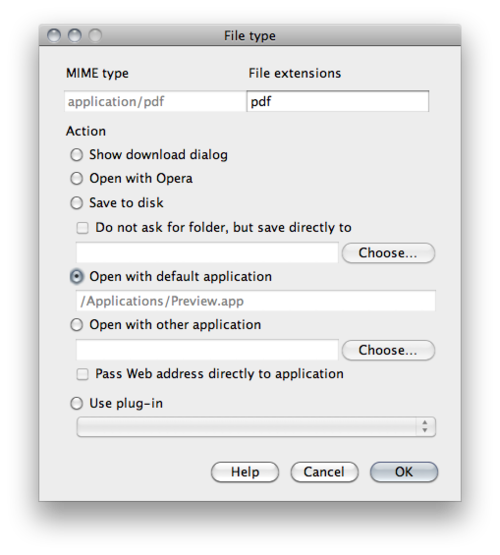 File type
MIME type File extensions
application/pdf pdf
Action
Show download dialog
Open with Opera
Save to disk
Do not ask for folder, but save directly to
Choose...
Open with default application
/Applications/Preview.app
Open with other application
Choose...
Pass Web address directly to application
Use plug-in
Help Cancel OK